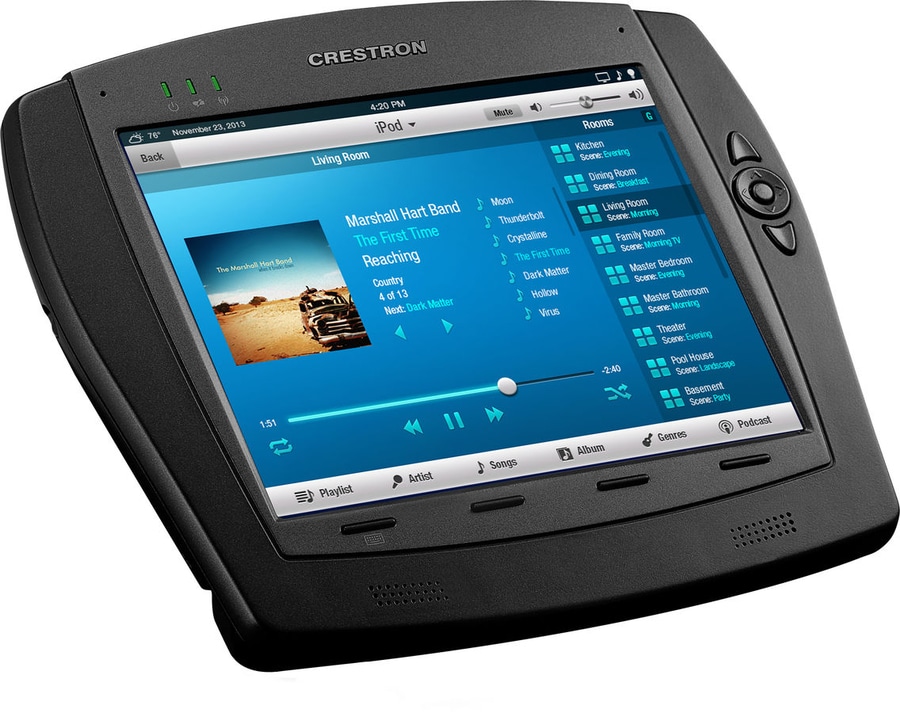 CRESTRON
76° November 23, 2013
4:20 PM
Back
iPod
Mute
Living Room
Rooms
G
Marshall Hart Band
The First Time
Reaching
Country
4 of 13
Next: Dark Matter
The Marshall Hart Band
Moon
Thunderbolt
Crystalline
The First Time
Dark Matter
Hollow
Virus
Kitchen
Scene: Evening
Dining Room
Scene: Breakfast
Living Room
Scene: Morning
Family Room
Scene: Morning TV
Master Bedroom
Scene: Evening
Master Bathroom
Scene: Morning
Theater
Scene: Evening
Pool House
Scene: Landscape
Basement
Scene: Party
1:51
-2:40
Playlist
Artist
Songs
Album
Genres
Podcast